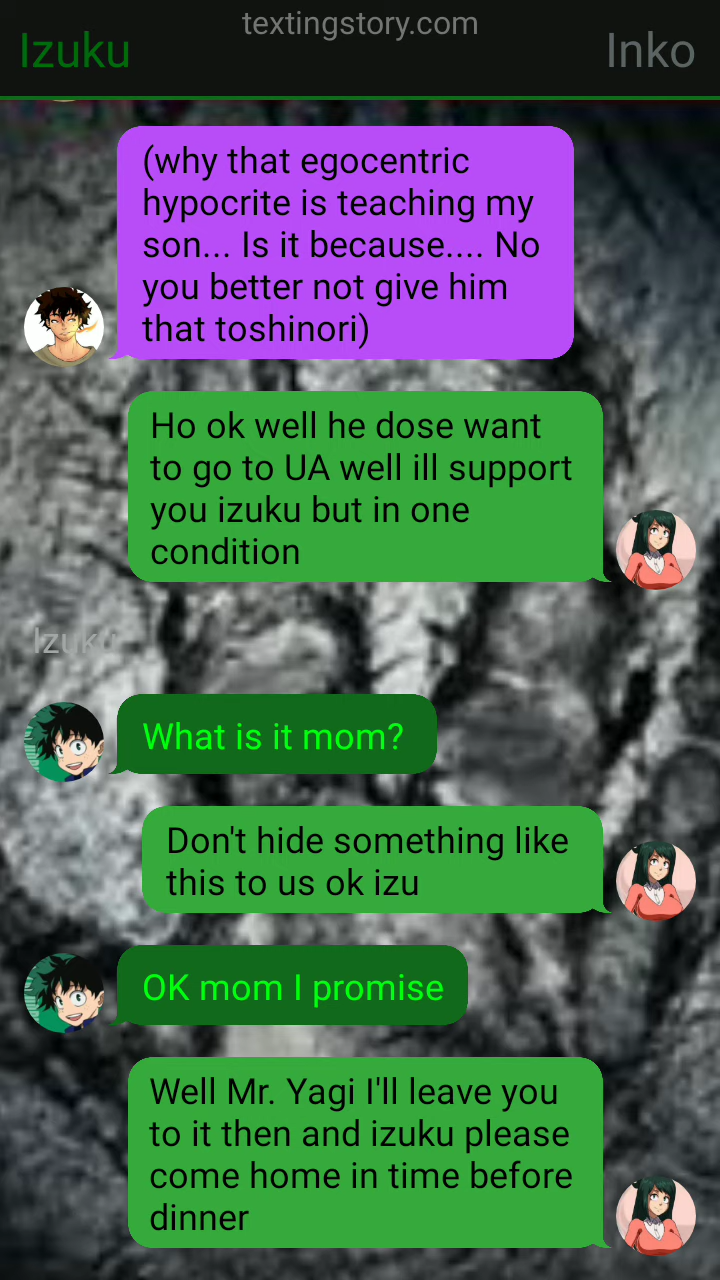 textingstory.com
Izuku
Inko
(why that egocentric
hypocrite is teaching my
son... Is it because.... No
you better not give him
that toshinori)
Ho ok well he dose want
to go to UA well ill support
you izuku but in one
condition
Izuku
What is it mom?
Don't hide something like
this to us ok izu
OK mom I promise
Well Mr. Yagi I'll leave you
to it then and izuku please
come home in time before
dinner